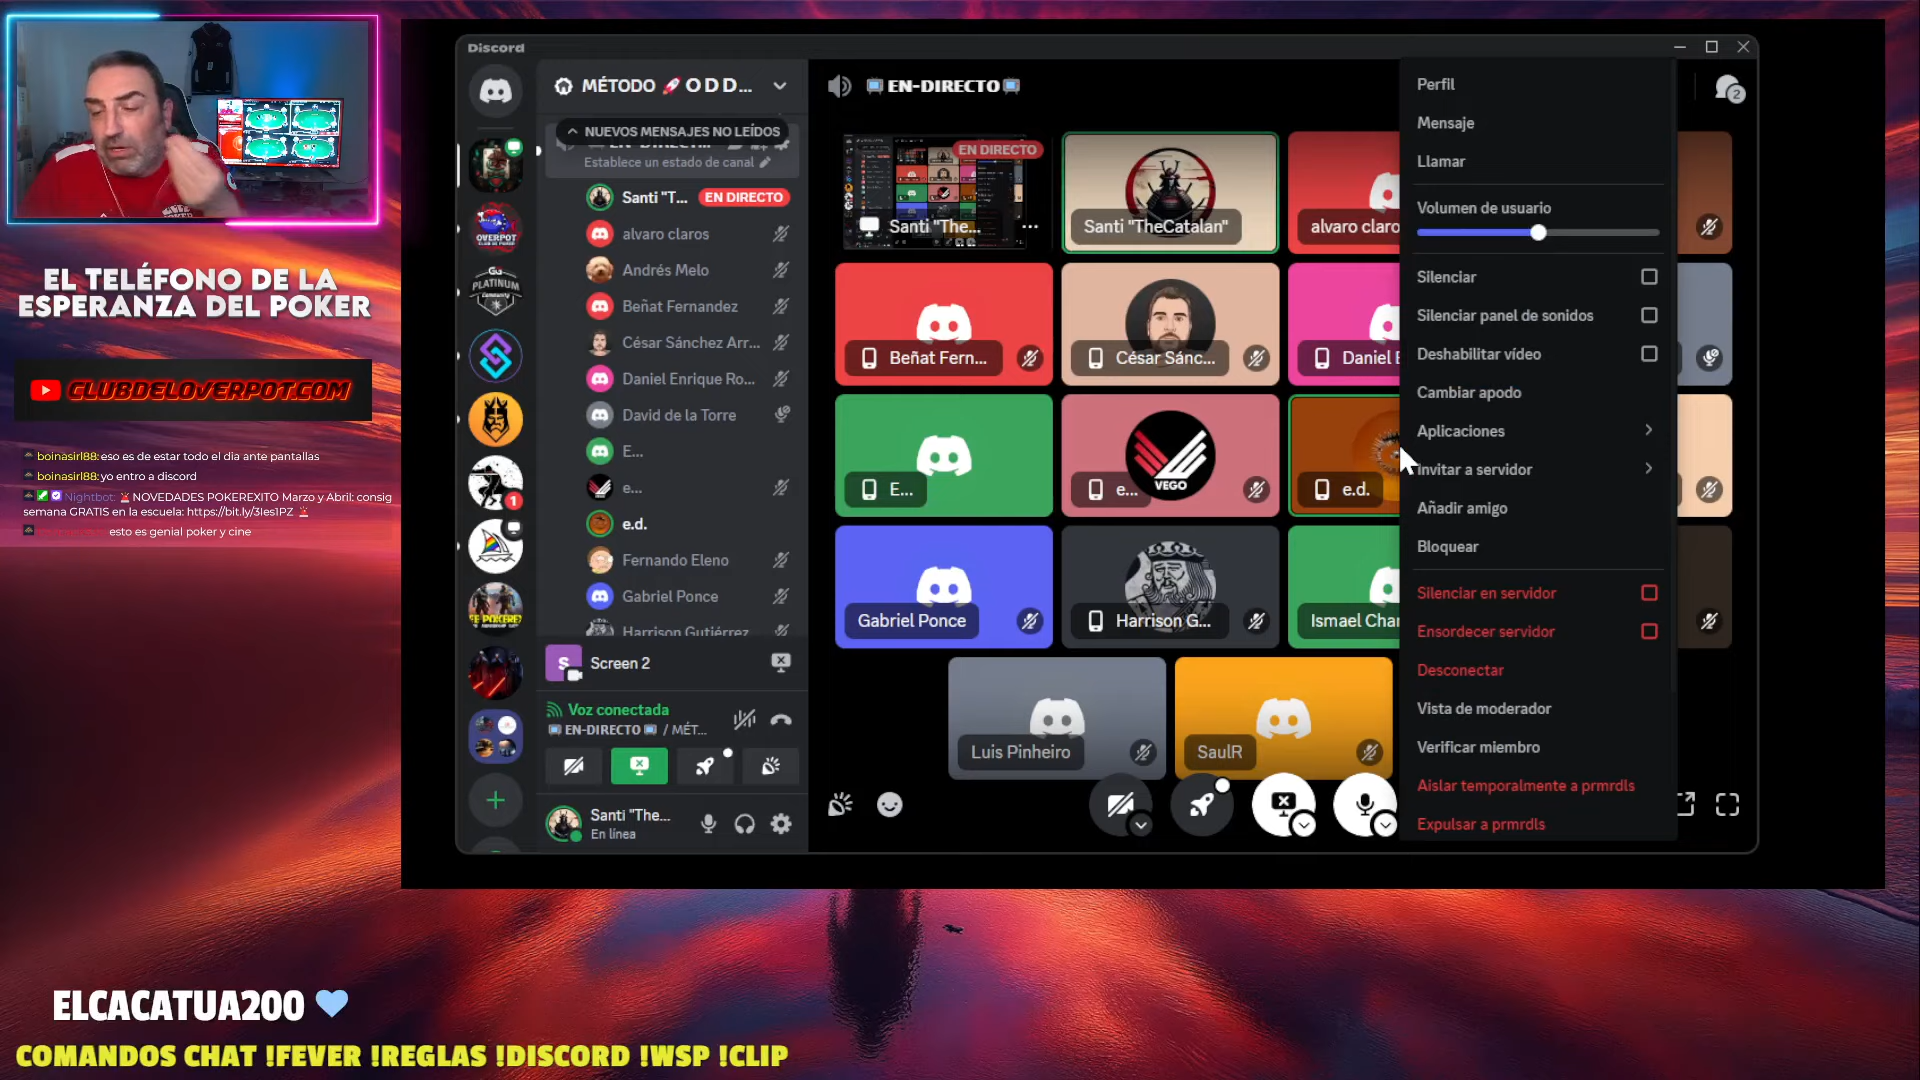 EL TELÉFONO DE LA
ESPERANZA DEL POKER
CLUBDELOVERPOT.COM
boinasirl88: eso es de estar todo el dia ante pantallas
boinasirl88: yo entro a discord
Nightbot: NOVEDADES POKEREXITO Marzo y Abril: consig
semana GRATIS en la escuela: https://bit.ly/3Ies1PZ
esto es genial poker y cine
ELCACATUA200
COMANDOS CHAT !FEVER !REGLAS !DISCORD !WSP !CLIP
Discord
OVERPOT
PLATINUM
1
MÉTODO ODD...
NUEVOS MENSAJES NO LEÍDOS
Establece un estado de canal
Santi "T... EN DIRECTO
alvaro claros
Andrés Melo
Beñat Fernandez
César Sánchez Arr...
Daniel Enrique Ro...
David de la Torre
E...
e...
e.d.
Fernando Eleno
Gabriel Ponce
Harrison Gutiérrez
S
Screen 2
Voz conectada
EN-DIRECTO / MÉT...
Santi "The...
En línea
EN-DIRECTO
2
EN DIRECTO
Santi "The... ...
Santi "TheCatalan"
alvaro claro
Beñat Fern...
César Sánc...
Daniel E
E...
VEGO
e...
e.d.
Gabriel Ponce
Harrison G...
Ismael Char
Luis Pinheiro
SaulR
Perfil
Mensaje
Llamar
Volumen de usuario
Silenciar
Silenciar panel de sonidos
Deshabilitar vídeo
Cambiar apodo
Aplicaciones
Invitar a servidor
Añadir amigo
Bloquear
Silenciar en servidor
Ensordecer servidor
Desconectar
Vista de moderador
Verificar miembro
Aislar temporalmente a prmrdls
Expulsar a prmrdls